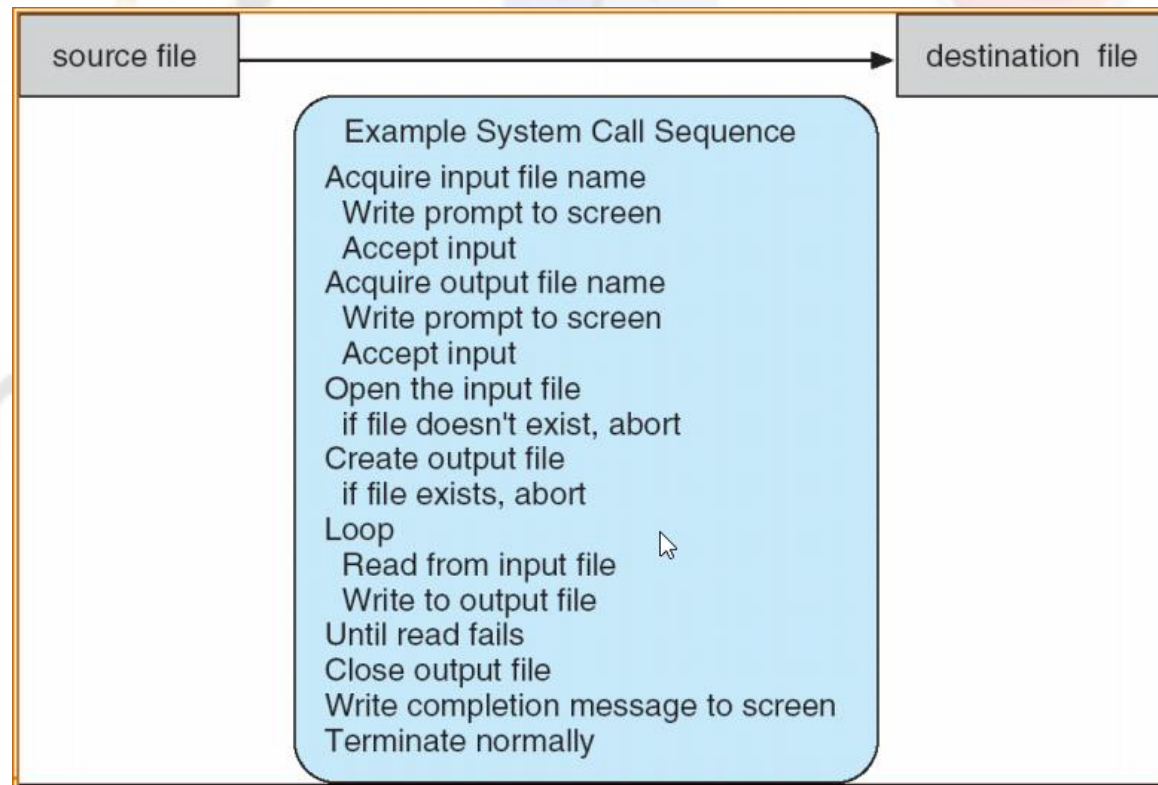 source file
destination file
Example System Call Sequence
Acquire input file name
Write prompt to screen
Accept input
Acquire output file name
Write prompt to screen
Accept input
Open the input file
if file doesn't exist, abort
Create output file
if file exists, abort
Loop
Read from input file
Write to output file
Until read fails
Close output file
Write completion message to screen
Terminate normally